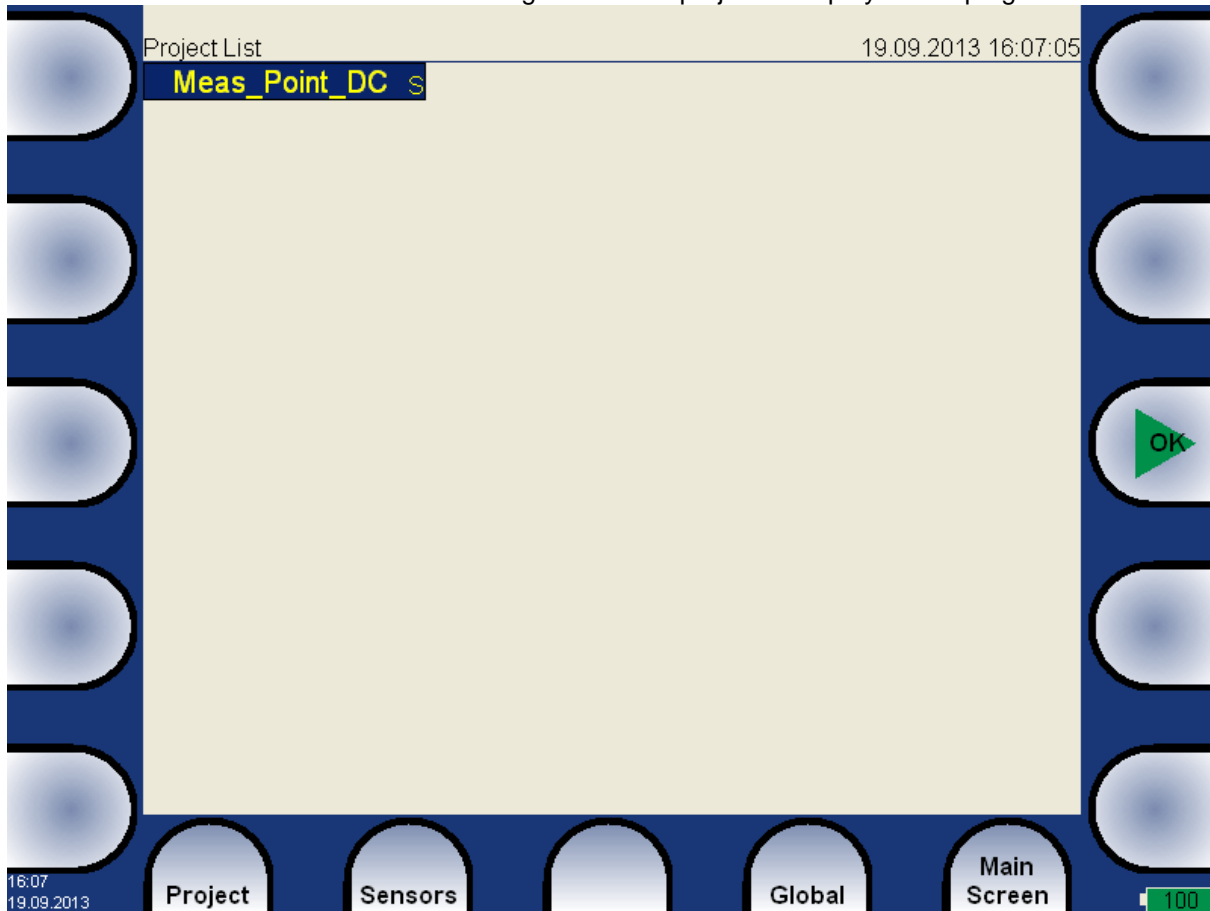 Project List 19.09.2013 16:07:05
Meas_Point_DC S
OK
Project Sensors Global Main Screen
16:07
19.09.2013
100